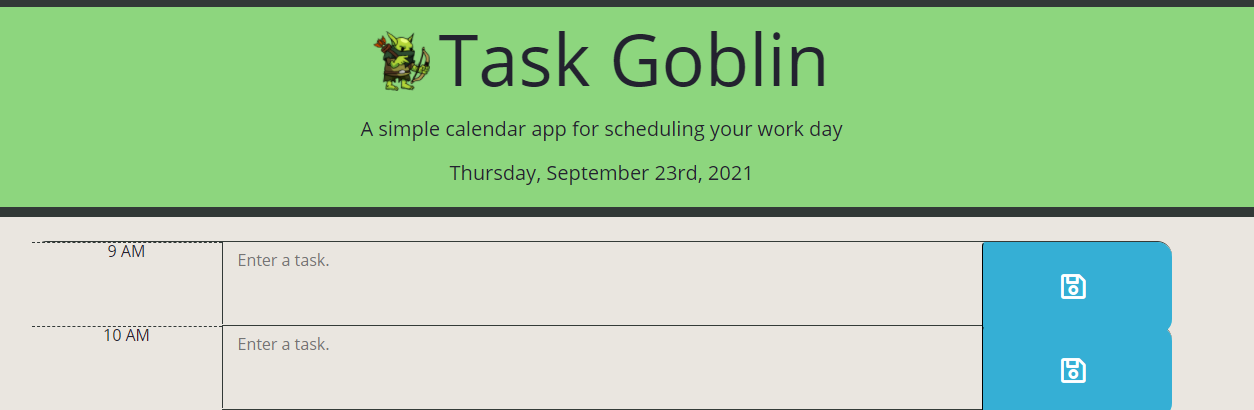 Task Goblin
A simple calendar app for scheduling your work day
Thursday, September 23rd, 2021
9 AM
Enter a task.
10 AM
Enter a task.